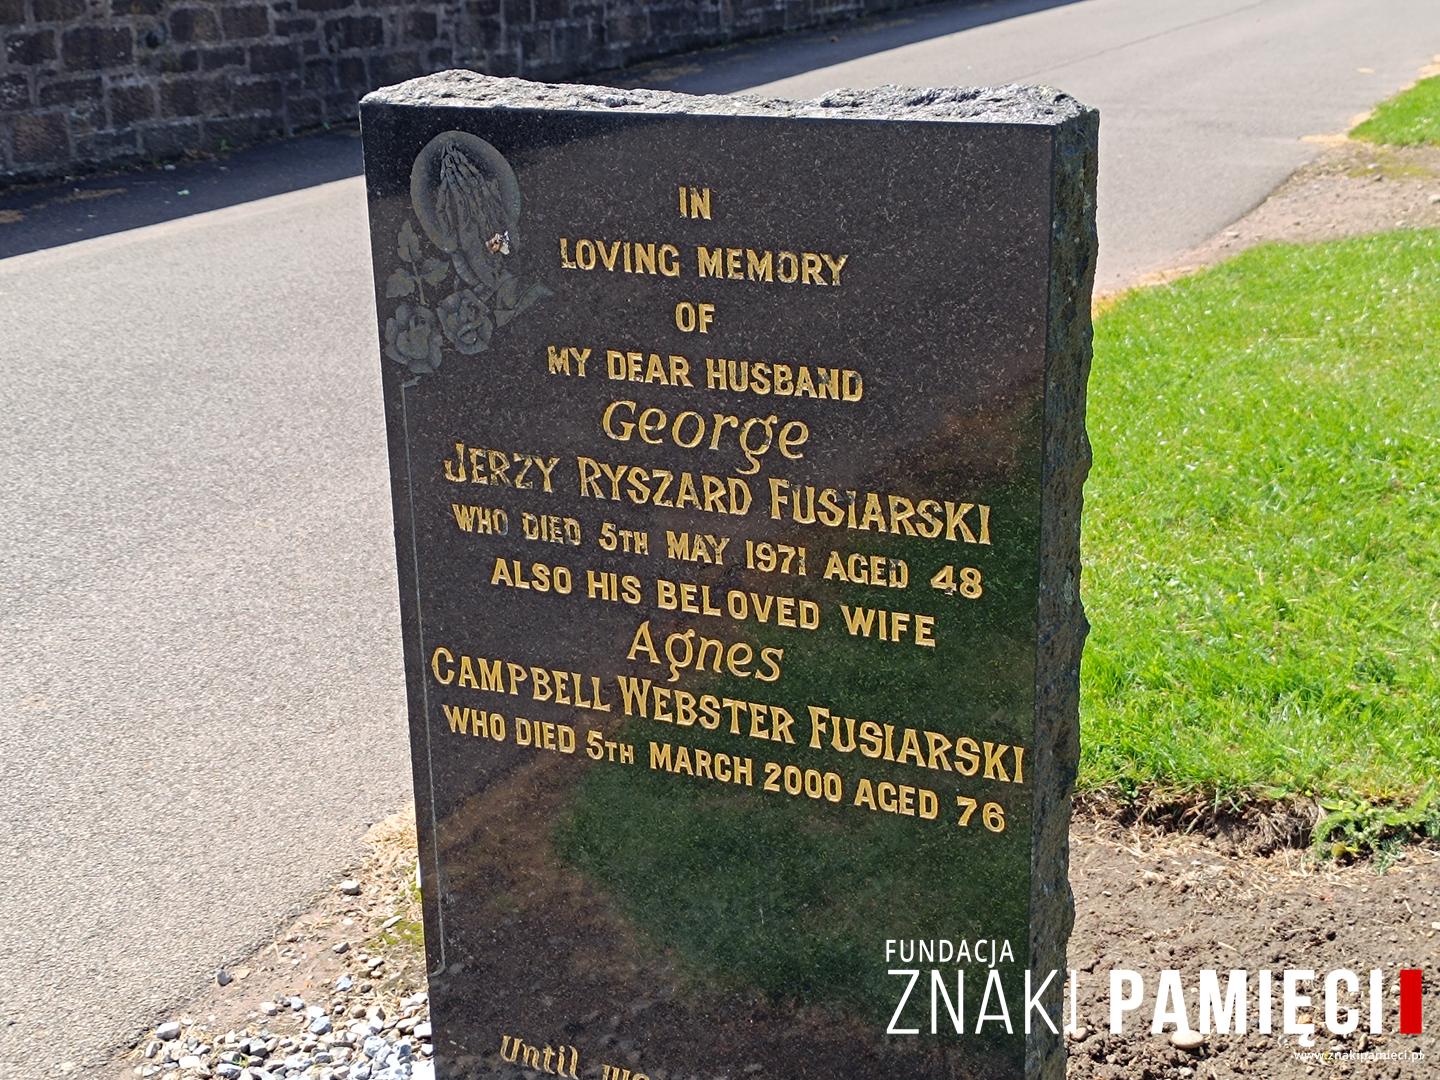 IN
LOVING MEMORY
OF
MY DEAR HUSBAND
George
JERZY RYSZARD FUSIARSKI
WHO DIED 5TH MAY 1971 AGED 48
ALSO HIS BELOVED WIFE
Agnes
CAMPBELL WEBSTER FUSIARSKI
WHO DIED 5TH MARCH 2000 AGED 76
Until we
FUNDACJA
ZNAKI PAMIĘCI
www.znakipamieci.pl